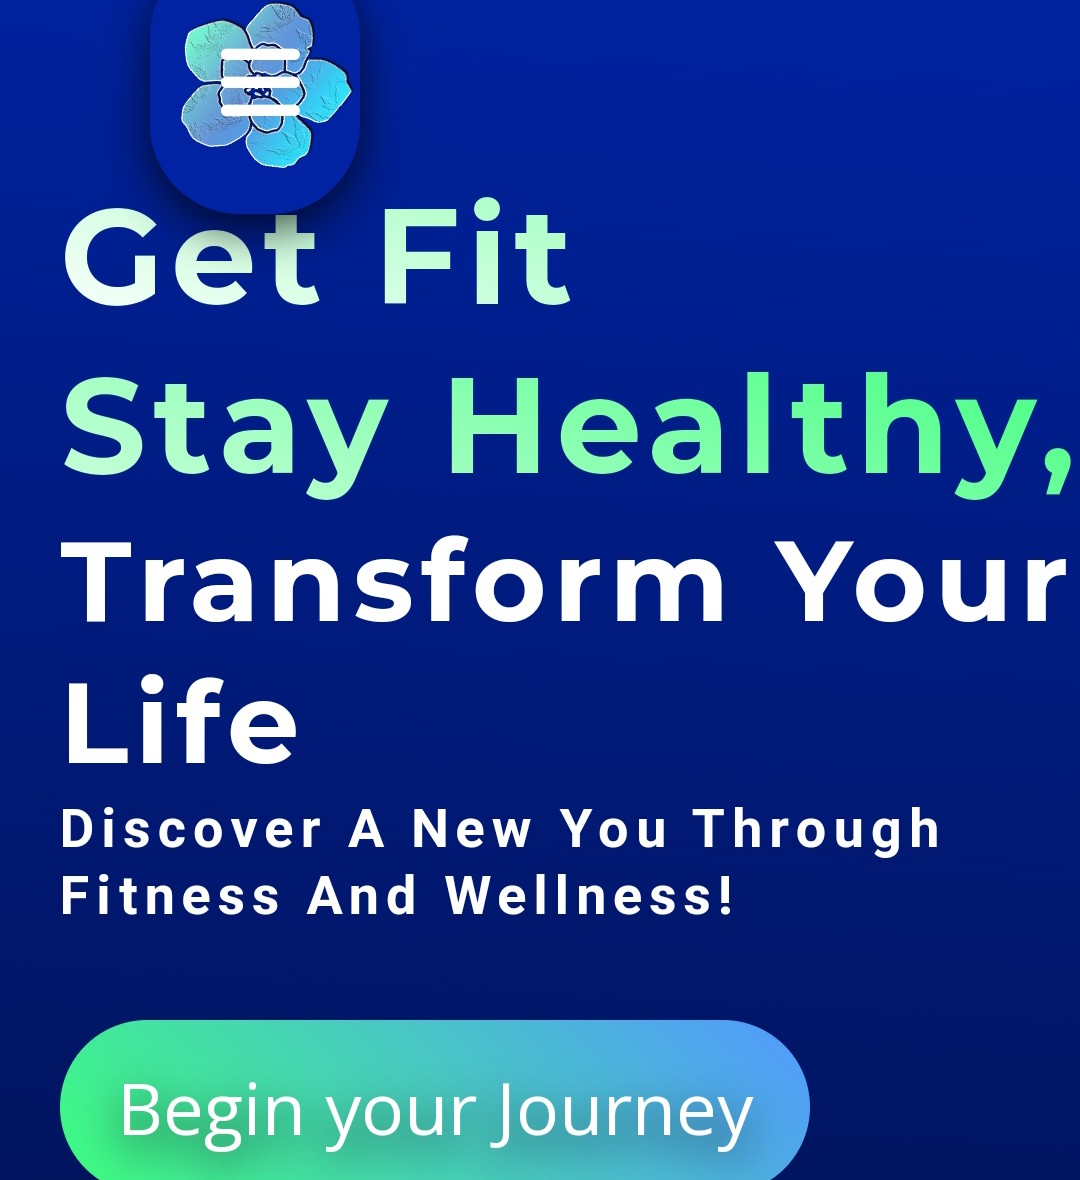 Get Fit
Stay Healthy,
Transform Your
Life
Discover A New You Through
Fitness And Wellness!
Begin your Journey